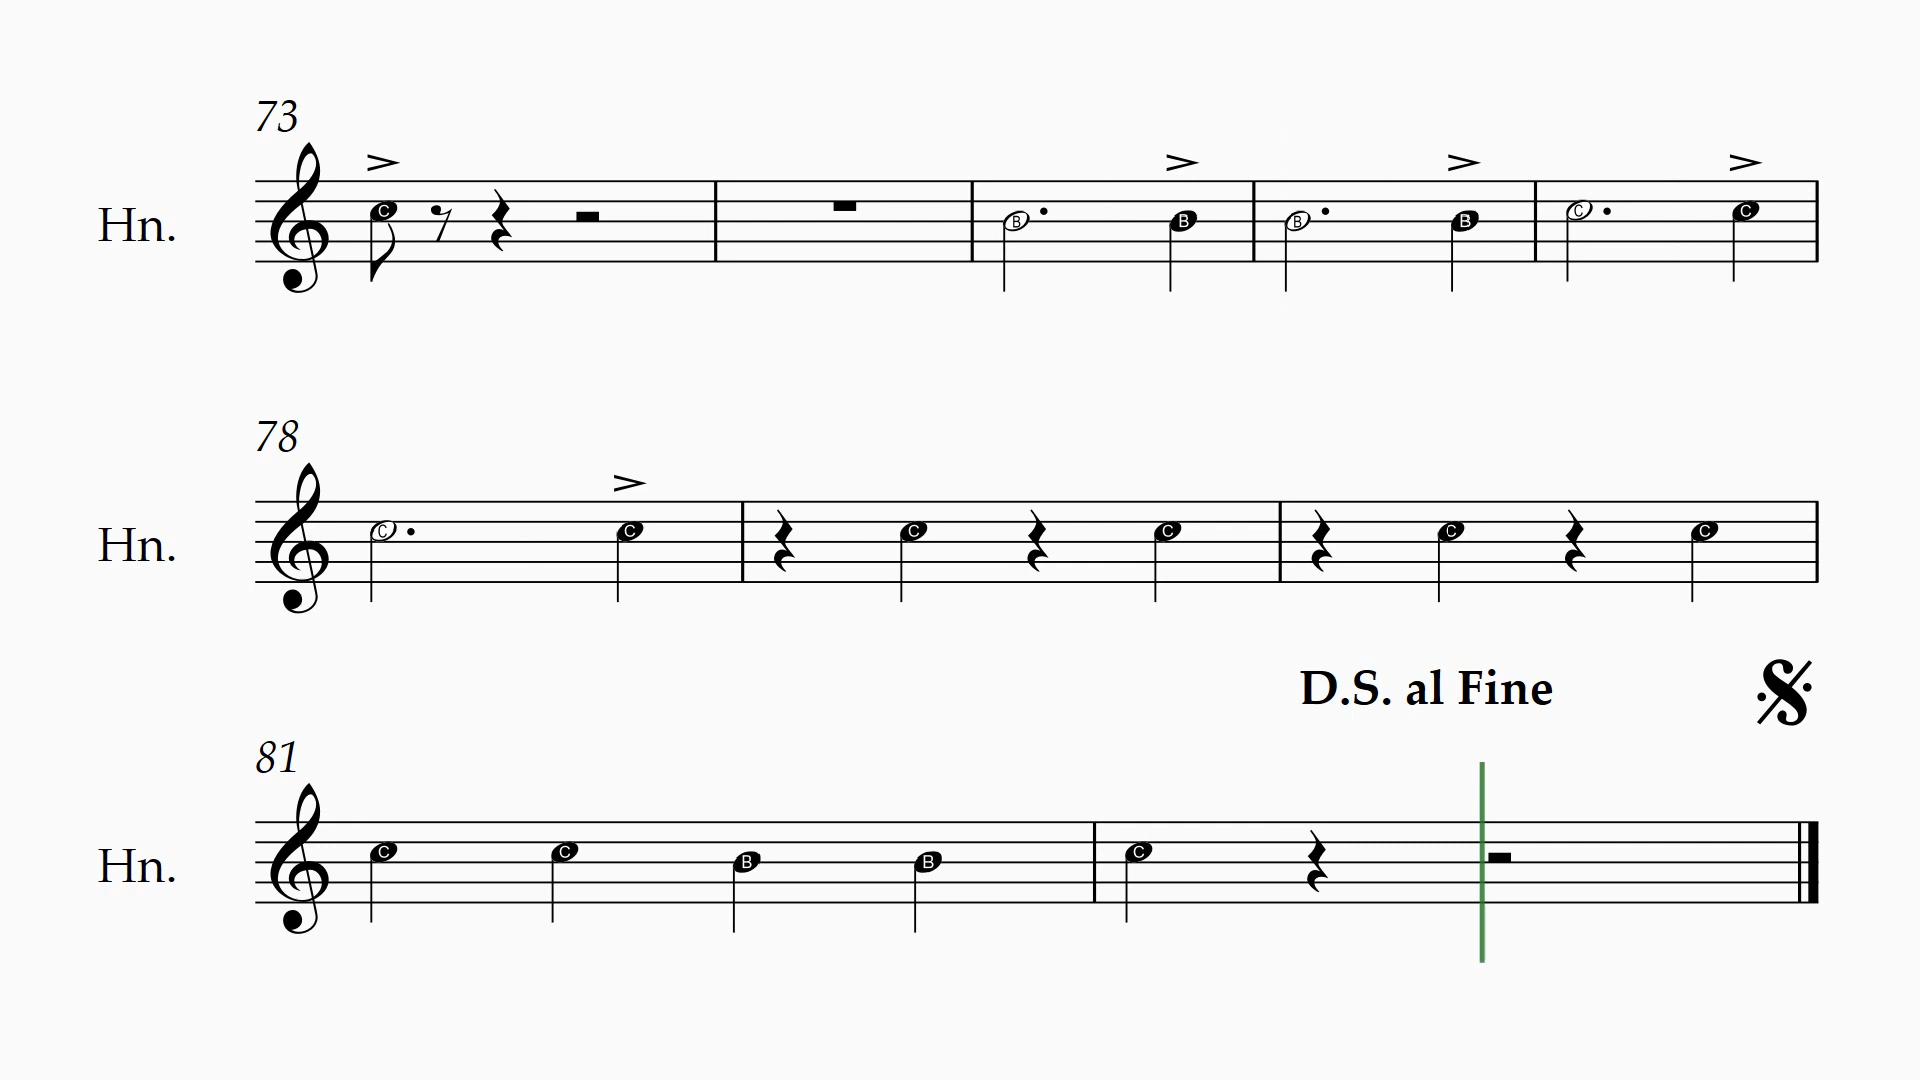 73
Hn.
C B B B B C C
78
Hn.
C C C C C C
D.S. al Fine
81
Hn.
C C B B C